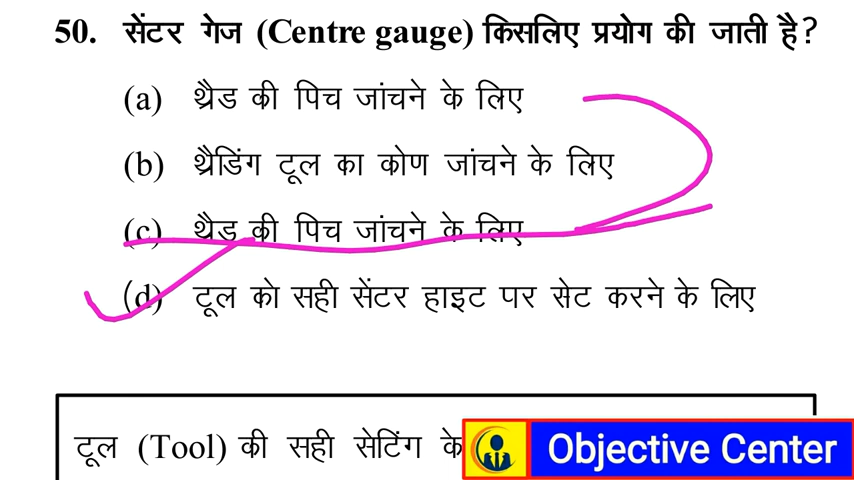 50. सेंटर गेज (Centre gauge) किसलिए प्रयोग की जाती है?
(a) थ्रैड की पिच जांचने के लिए
(b) थ्रैडिंग टूल का कोण जांचने के लिए
(c) थ्रैड की पिच जांचने के लिए
(d) टूल को सही सेंटर हाइट पर सेट करने के लिए
टूल (Tool) की सही सेटिंग के
Objective Center